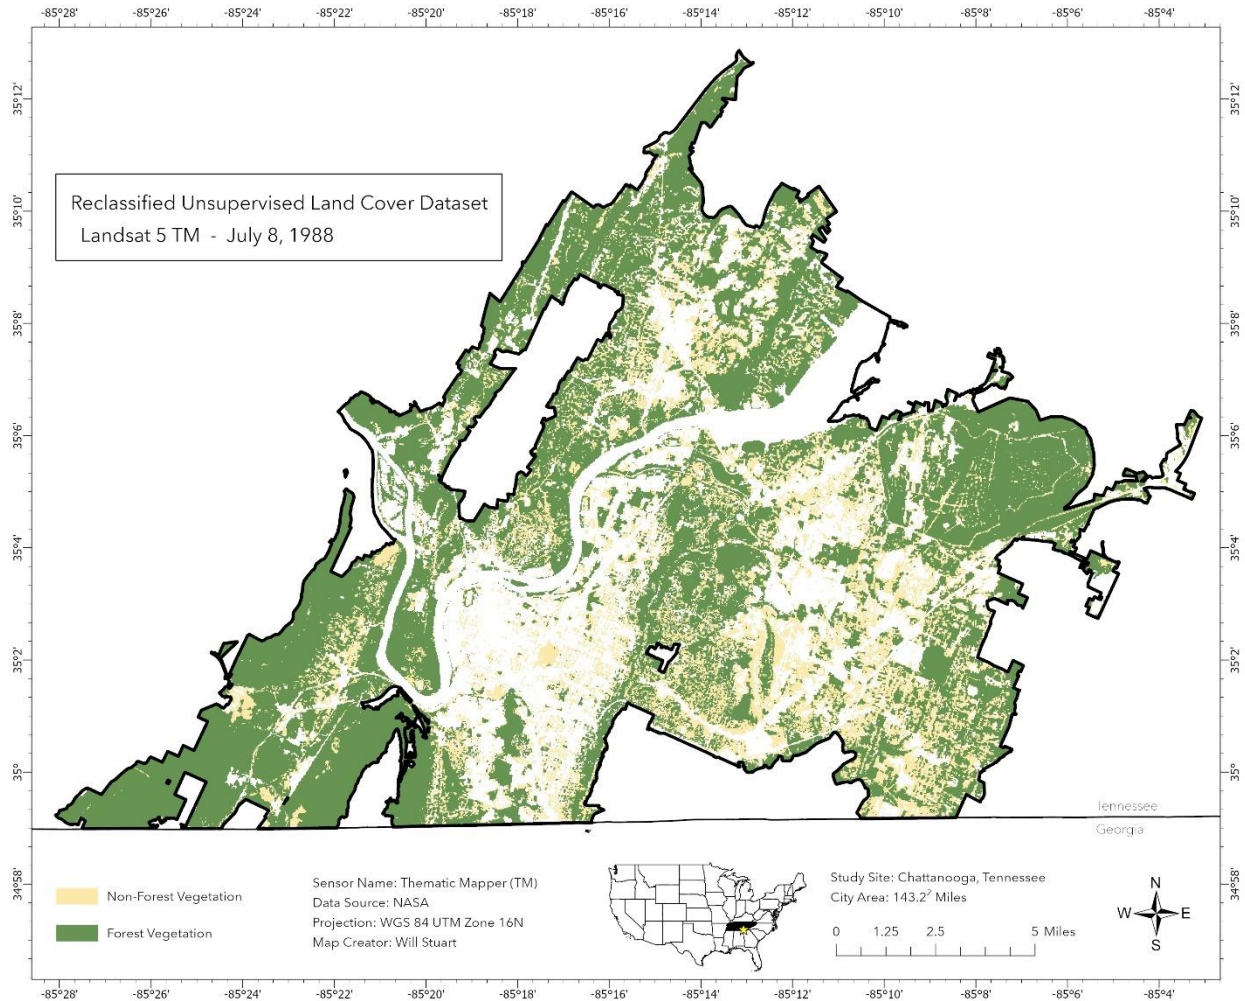 -85°28' -85°26' -85°24' -85°22' -85°20' -85°18' -85°16' -85°14' -85°12' -85°10' -85°8' -85°6' -85°4'
35°12' 35°12'
Reclassified Unsupervised Land Cover Dataset
Landsat 5 TM - July 8, 1988
35°10' 35°10'
35°8' 35°8'
35°6' 35°6'
35°4' 35°4'
35°2' 35°2'
35° 35°
Tennessee
Georgia
34°58' 34°58'
Non-Forest Vegetation
Forest Vegetation
Sensor Name: Thematic Mapper (TM)
Data Source: NASA
Projection: WGS 84 UTM Zone 16N
Map Creator: Will Stuart
Study Site: Chattanooga, Tennessee
City Area: 143.2² Miles
0 1.25 2.5 5 Miles
N
W E
S
-85°28' -85°26' -85°24' -85°22' -85°20' -85°18' -85°16' -85°14' -85°12' -85°10' -85°8' -85°6' -85°4'